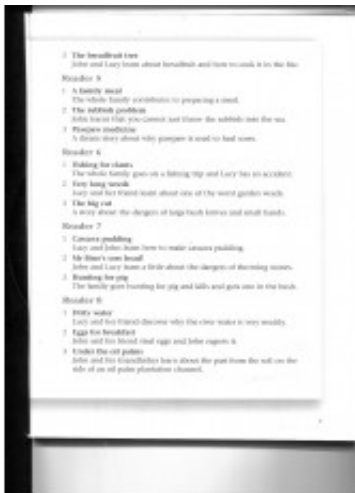 3 The breadfruit tree
John and Lucy learn about breadfruit and how to cook it in the fire.
Reader 5
1 A family meal
The whole family contributes to preparing a meal.
2 The rubbish problem
John learns that you cannot just throw the rubbish into the sea.
3 Pawpaw medicine
A dream story about why pawpaw is used to heal sores.
Reader 6
1 Fishing for clams
The whole family goes on a fishing trip and Lucy has an accident.
2 Very long weeds
Lucy and her friend learn about one of the worst garden weeds.
3 The big cut
A story about the dangers of large bush knives and small hands.
Reader 7
1 Cassava pudding
Lucy and John learn how to make cassava pudding.
2 Mr Bino's sore head!
John and Lucy learn a little about the dangers of throwing stones.
3 Hunting for pig
The family goes hunting for pig and kills and guts one in the bush.
Reader 8
1 Dirty water
Lucy and her friend discover why the river water is very muddy.
2 Eggs for breakfast
John and his friend steal eggs and John regrets it.
3 Under the oil palms
John and his grandfather learn about the past from the soil on the
side of an oil palm plantation channel.